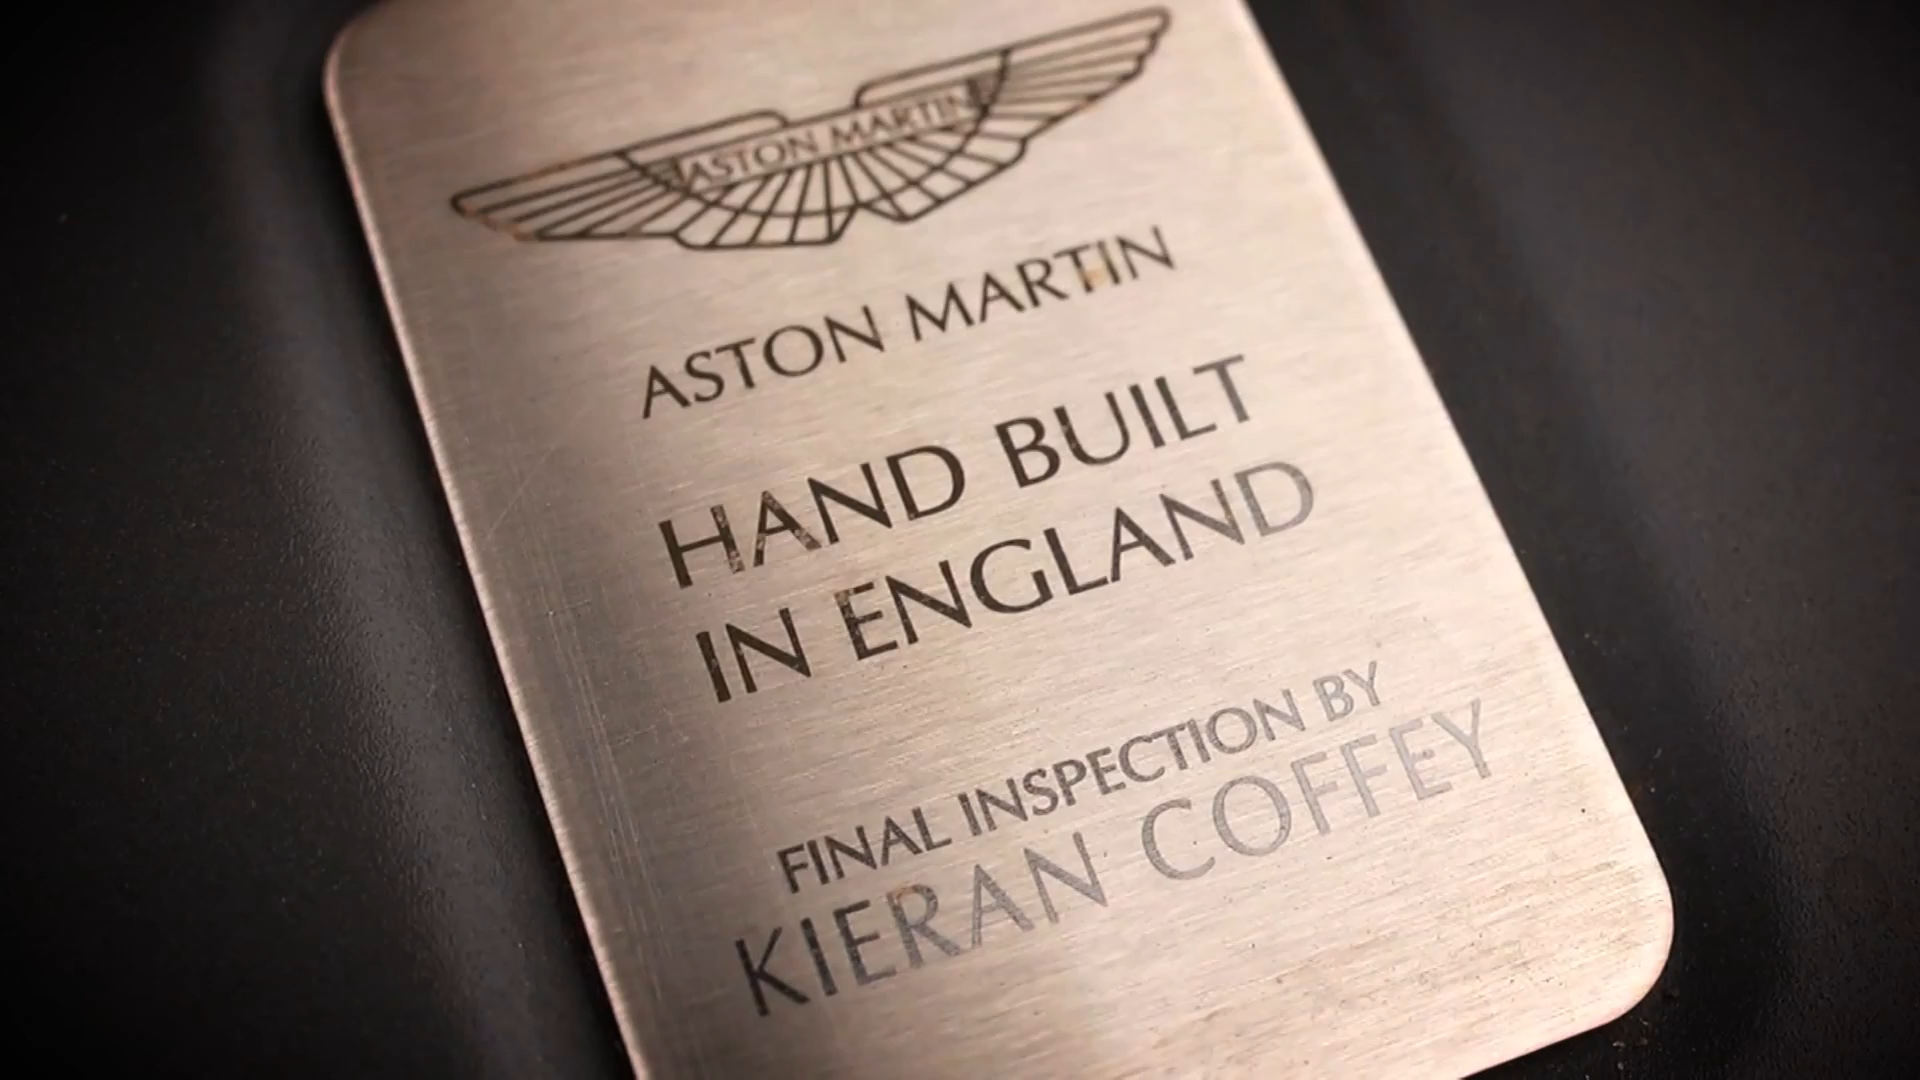 ASTON MARTIN
ASTON MARTIN
HAND BUILT
IN ENGLAND
FINAL INSPECTION BY
KIERAN COFFEY